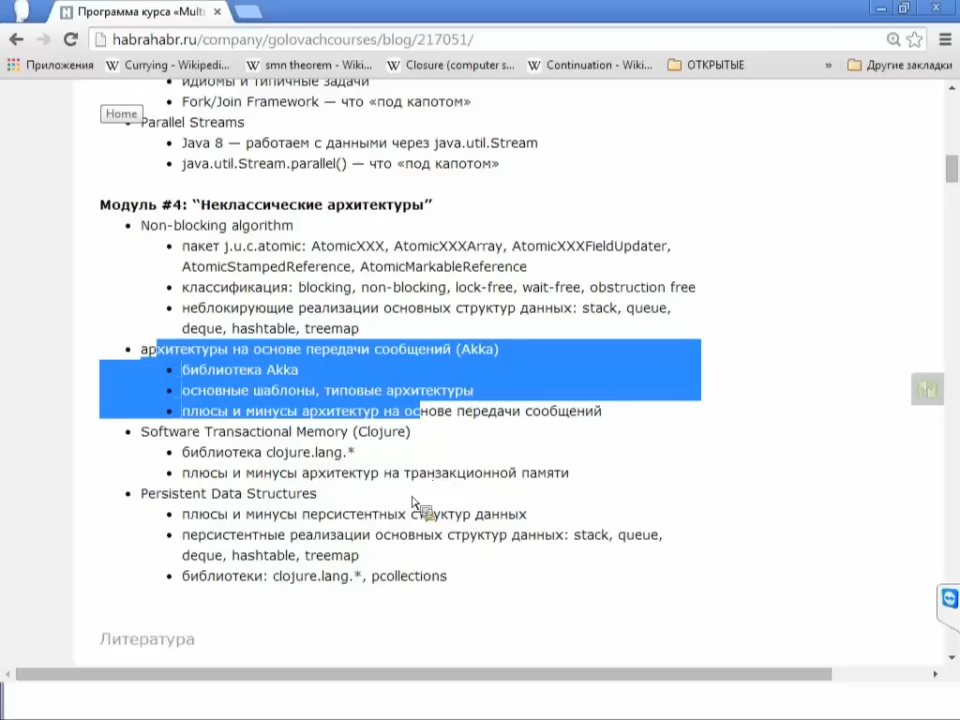 Программа курса «Multi
habrahabr.ru/company/golovachcourses/blog/217051/
Приложения Currying - Wikipedi... smn theorem - Wiki... Closure (computer s... Continuation - Wiki... ОТКРЫТЫЕ » Другие закладки
идиомы и типичные задачи
Fork/Join Framework — что «под капотом»
Home
Parallel Streams
Java 8 — работаем с данными через java.util.Stream
java.util.Stream.parallel() — что «под капотом»
Модуль #4: “Неклассические архитектуры”
Non-blocking algorithm
пакет j.u.c.atomic: AtomicXXX, AtomicXXXArray, AtomicXXXFieldUpdater,
AtomicStampedReference, AtomicMarkableReference
классификация: blocking, non-blocking, lock-free, wait-free, obstruction free
неблокирующие реализации основных структур данных: stack, queue,
deque, hashtable, treemap
архитектуры на основе передачи сообщений (Akka)
библиотека Akka
основные шаблоны, типовые архитектуры
плюсы и минусы архитектур на основе передачи сообщений
Software Transactional Memory (Clojure)
библиотека clojure.lang.*
плюсы и минусы архитектур на транзакционной памяти
Persistent Data Structures
плюсы и минусы персистентных структур данных
персистентные реализации основных структур данных: stack, queue,
deque, hashtable, treemap
библиотеки: clojure.lang.*, pcollections
Литература